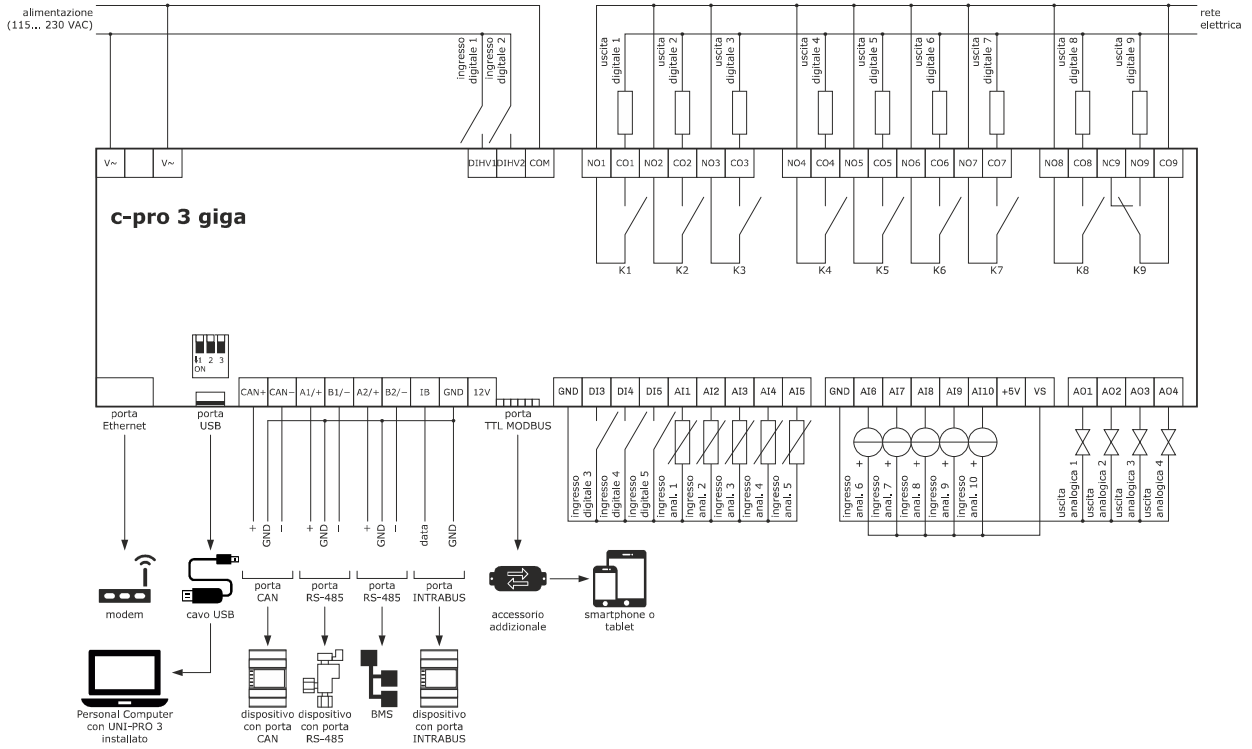 alimentazione
(115... 230 VAC)
rete
elettrica
ingresso
digitale 1
ingresso
digitale 2
uscita
digitale 1
uscita
digitale 2
uscita
digitale 3
uscita
digitale 4
uscita
digitale 5
uscita
digitale 6
uscita
digitale 7
uscita
digitale 8
uscita
digitale 9
V~ V~ DIHV1 DIHV2 COM NO1 CO1 NO2 CO2 NO3 CO3 NO4 CO4 NO5 CO5 NO6 CO6 NO7 CO7 NO8 CO8 NC9 NO9 CO9
c-pro 3 giga
K1 K2 K3 K4 K5 K6 K7 K8 K9
1 2 3
ON
CAN+ CAN- A1/+ B1/- A2/+ B2/- IB GND 12V GND DI3 DI4 DI5 AI1 AI2 AI3 AI4 AI5 GND AI6 AI7 AI8 AI9 AI10 +5V VS AO1 AO2 AO3 AO4
porta
Ethernet
porta
USB
porta
TTL MODBUS
+ GND – + GND – + GND – data GND
ingresso
digitale 3
ingresso
digitale 4
ingresso
digitale 5
ingresso
anal. 1
ingresso
anal. 2
ingresso
anal. 3
ingresso
anal. 4
ingresso
anal. 5
ingresso
anal. 6 +
ingresso
anal. 7 +
ingresso
anal. 8 +
ingresso
anal. 9 +
ingresso
anal. 10 +
uscita
analogica 1
uscita
analogica 2
uscita
analogica 3
uscita
analogica 4
modem
cavo USB
porta
CAN
porta
RS-485
porta
RS-485
porta
INTRABUS
accessorio
addizionale
smartphone o
tablet
Personal Computer
con UNI-PRO 3
installato
dispositivo
con porta
CAN
dispositivo
con porta
RS-485
BMS
dispositivo
con porta
INTRABUS